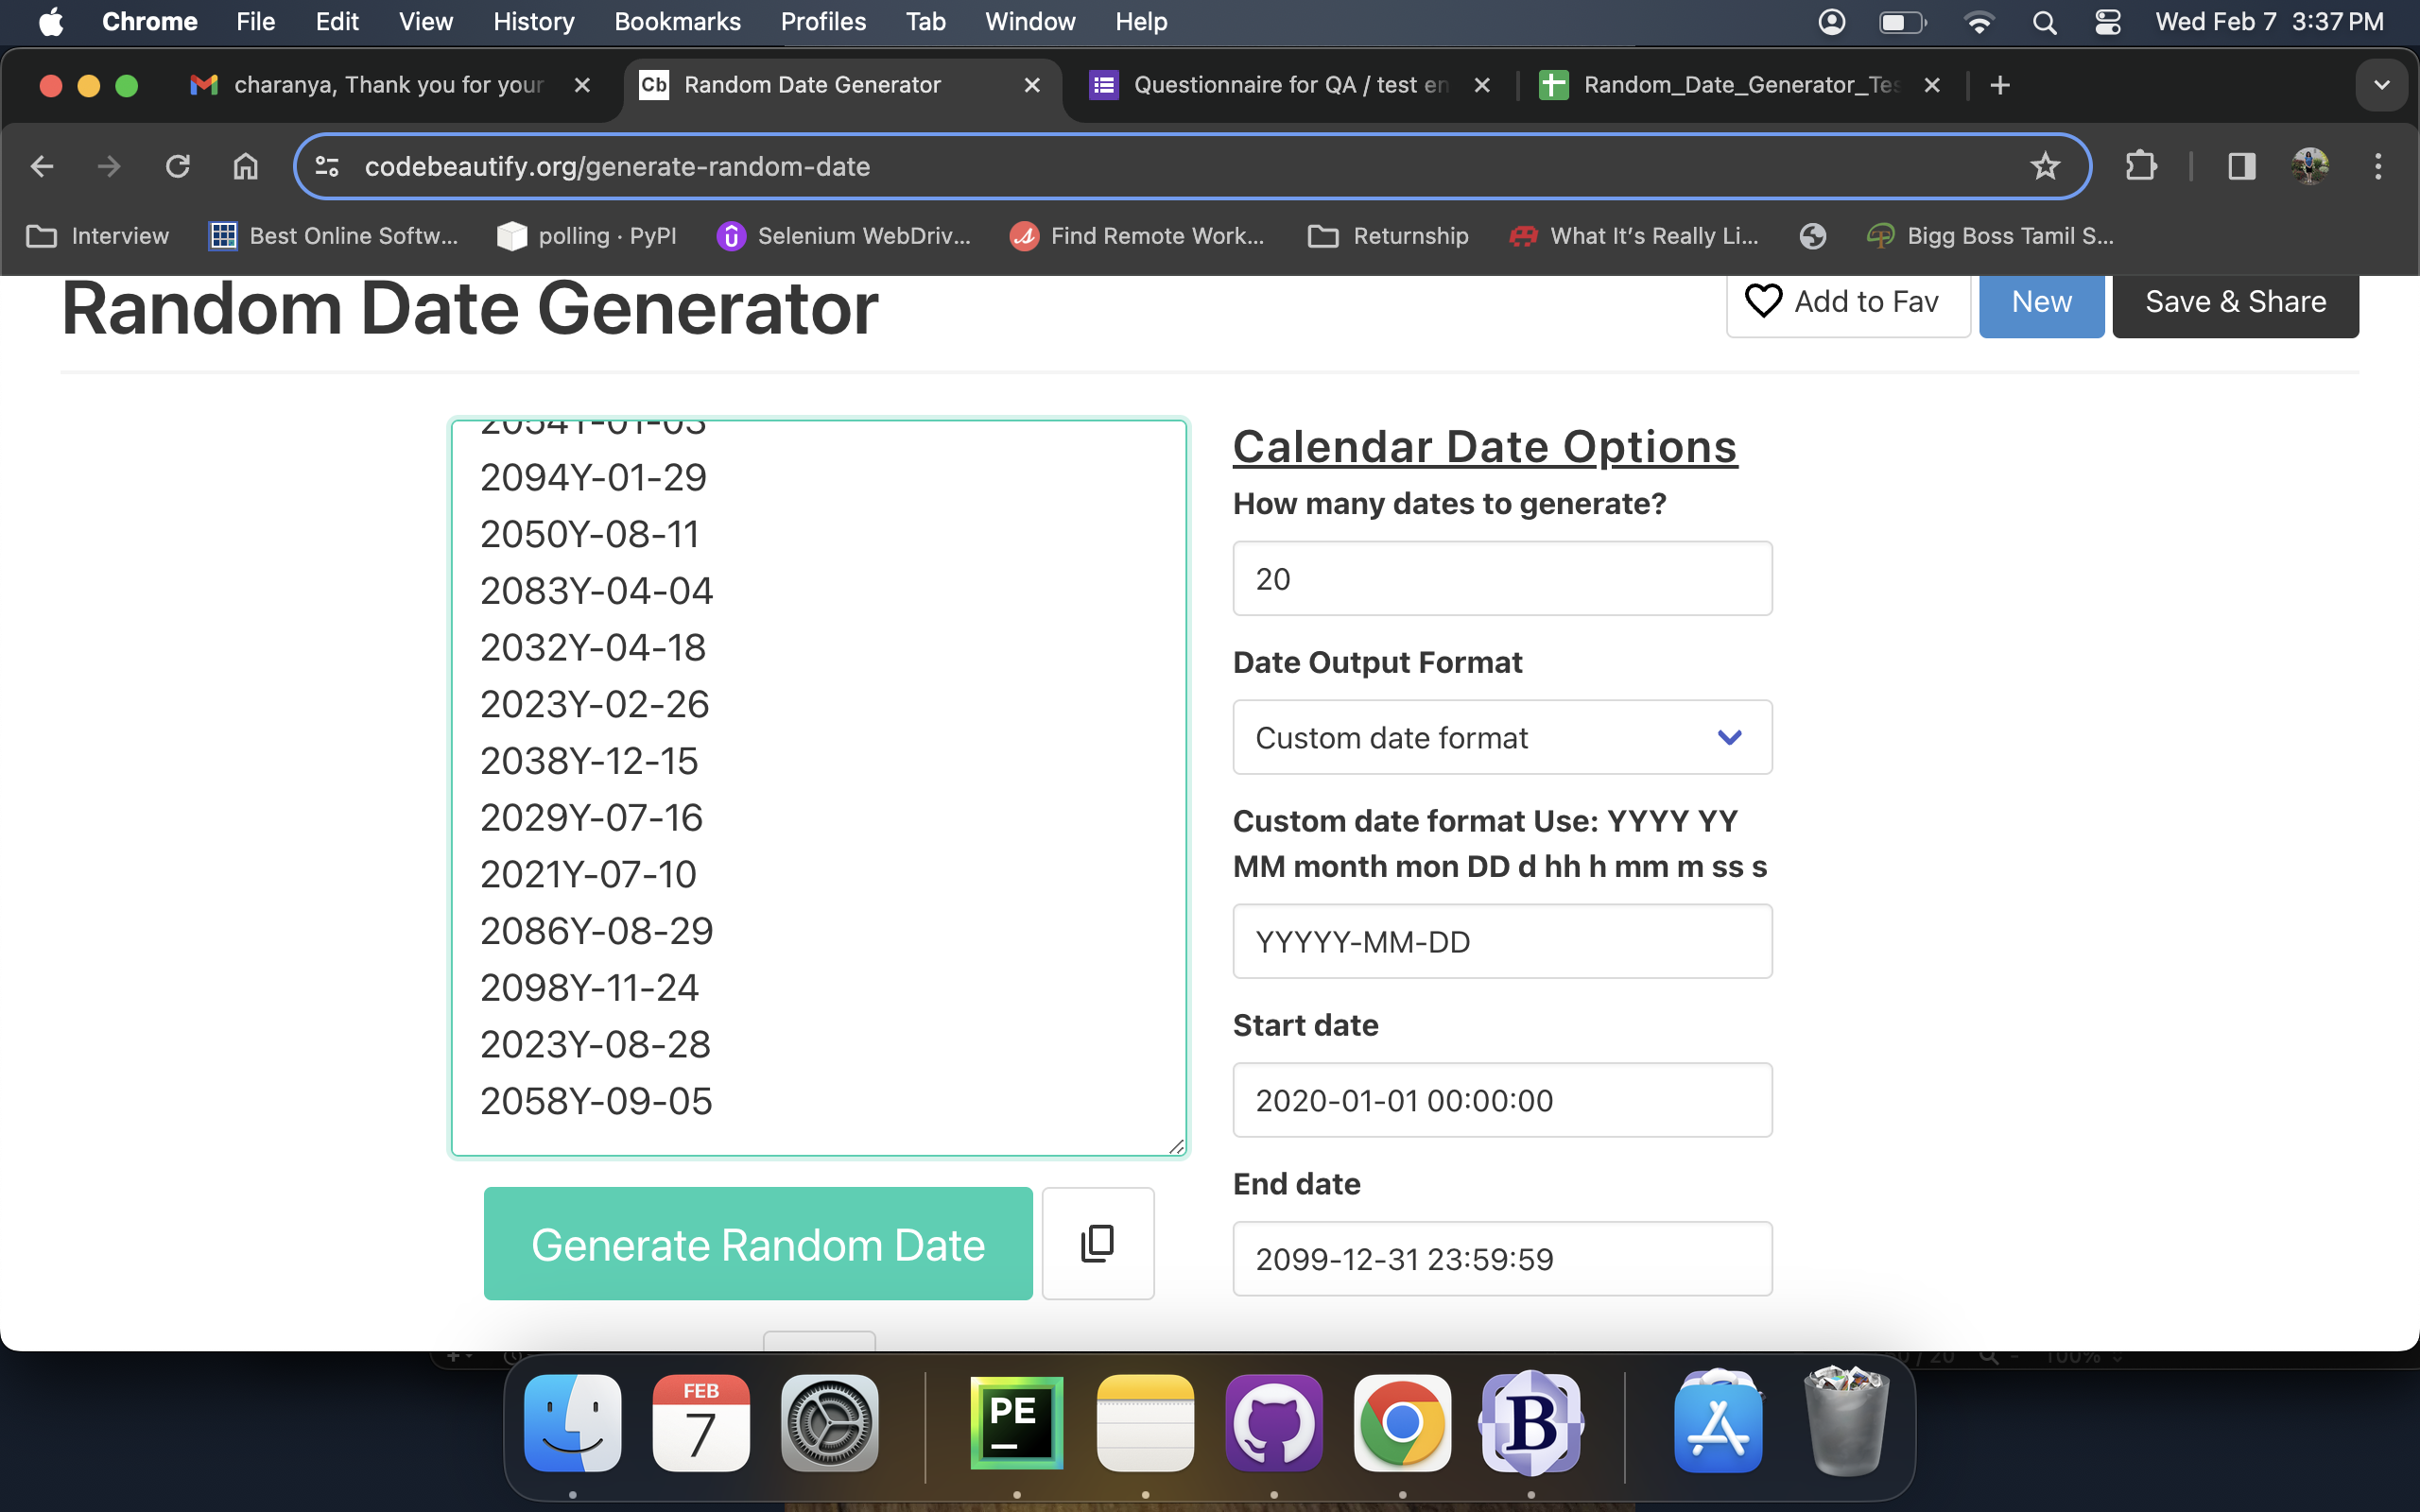 Chrome File Edit View History Bookmarks Profiles Tab Window Help Wed Feb 7 3:37 PM
charanya, Thank you for your Cb Random Date Generator Questionnaire for QA / test en Random_Date_Generator_Tes
codebeautify.org/generate-random-date
Interview Best Online Softw... polling · PyPI Selenium WebDriv... Find Remote Work... Returnship What It's Really Li... Bigg Boss Tamil S...
Random Date Generator Add to Fav New Save & Share
2054Y-01-03
2094Y-01-29
2050Y-08-11
2083Y-04-04
2032Y-04-18
2023Y-02-26
2038Y-12-15
2029Y-07-16
2021Y-07-10
2086Y-08-29
2098Y-11-24
2023Y-08-28
2058Y-09-05
Generate Random Date
Calendar Date Options
How many dates to generate?
20
Date Output Format
Custom date format
Custom date format Use: YYYY YY
MM month mon DD d hh h mm m ss s
YYYYY-MM-DD
Start date
2020-01-01 00:00:00
End date
2099-12-31 23:59:59
/ 20 100%
FEB
7
PE
B